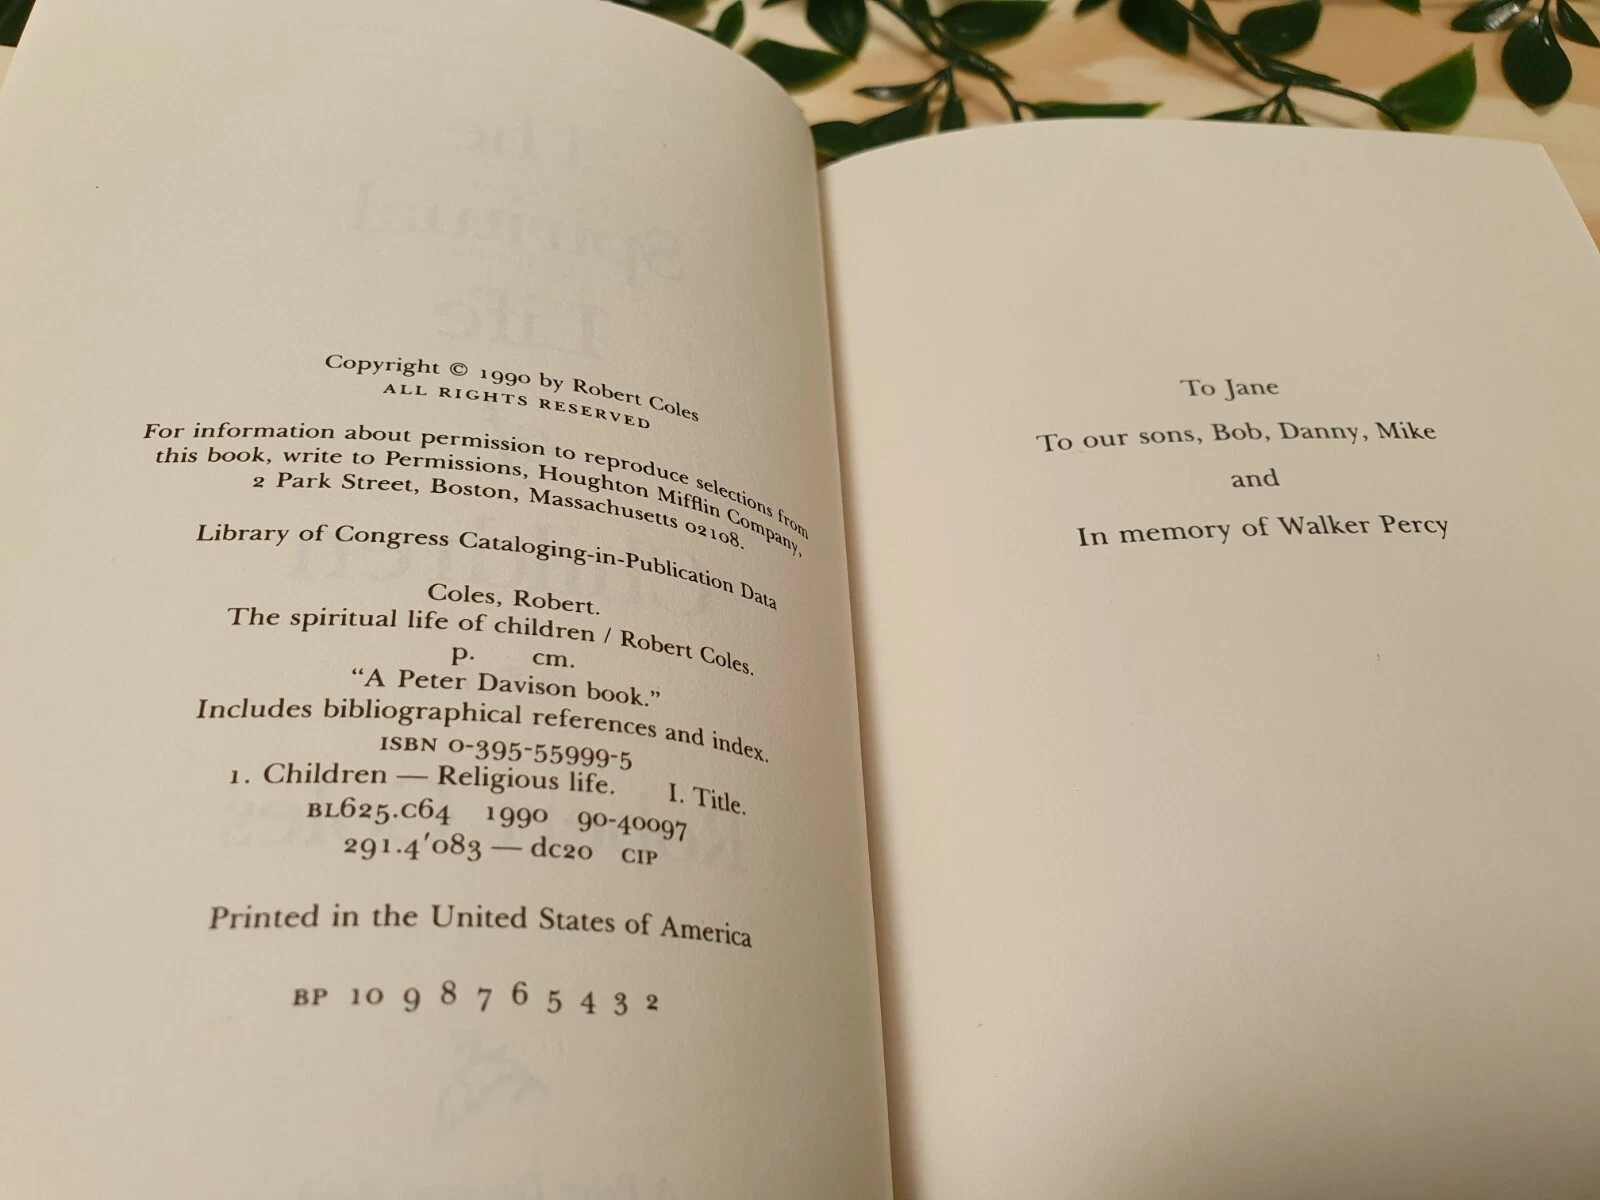 Copyright © 1990 by Robert Coles
ALL RIGHTS RESERVED
For information about permission to reproduce selections from
this book, write to Permissions, Houghton Mifflin Company,
2 Park Street, Boston, Massachusetts 02108.
Library of Congress Cataloging-in-Publication Data
Coles, Robert.
The spiritual life of children / Robert Coles.
p. cm.
“A Peter Davison book.”
Includes bibliographical references and index.
ISBN 0-395-55999-5
1. Children — Religious life. I. Title.
BL625.C64 1990 90-40097
291.4′083 — dc20 CIP
Printed in the United States of America
BP 10 9 8 7 6 5 4 3 2
To Jane
To our sons, Bob, Danny, Mike
and
In memory of Walker Percy